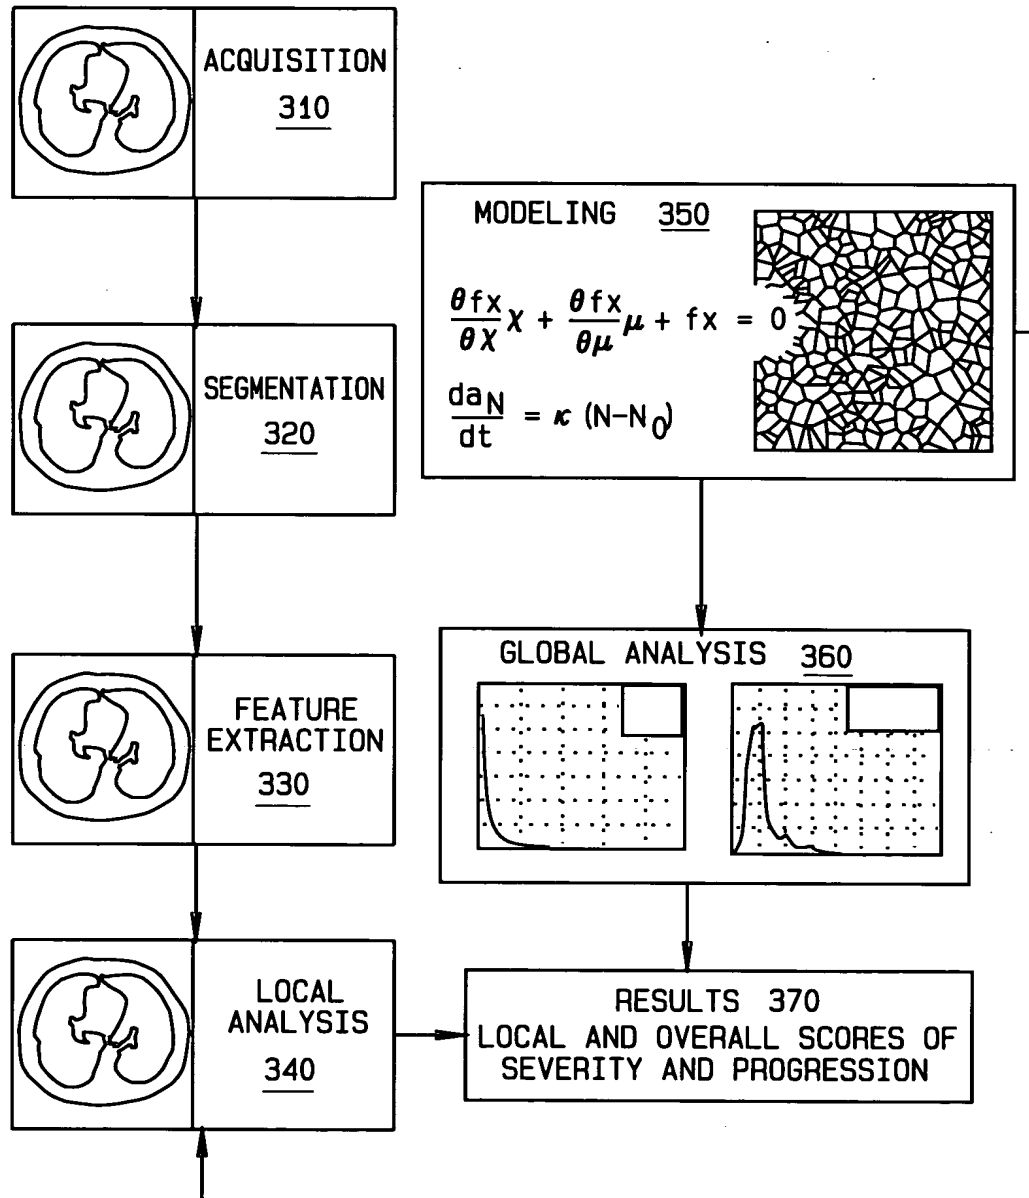 ACQUISITION
310
SEGMENTATION
320
FEATURE
EXTRACTION
330
LOCAL
ANALYSIS
340
MODELING 350
θfx/θχ χ + θfx/θμ μ + fx = 0
da_N/dt = κ (N-N_0)
GLOBAL ANALYSIS 360
RESULTS 370
LOCAL AND OVERALL SCORES OF
SEVERITY AND PROGRESSION